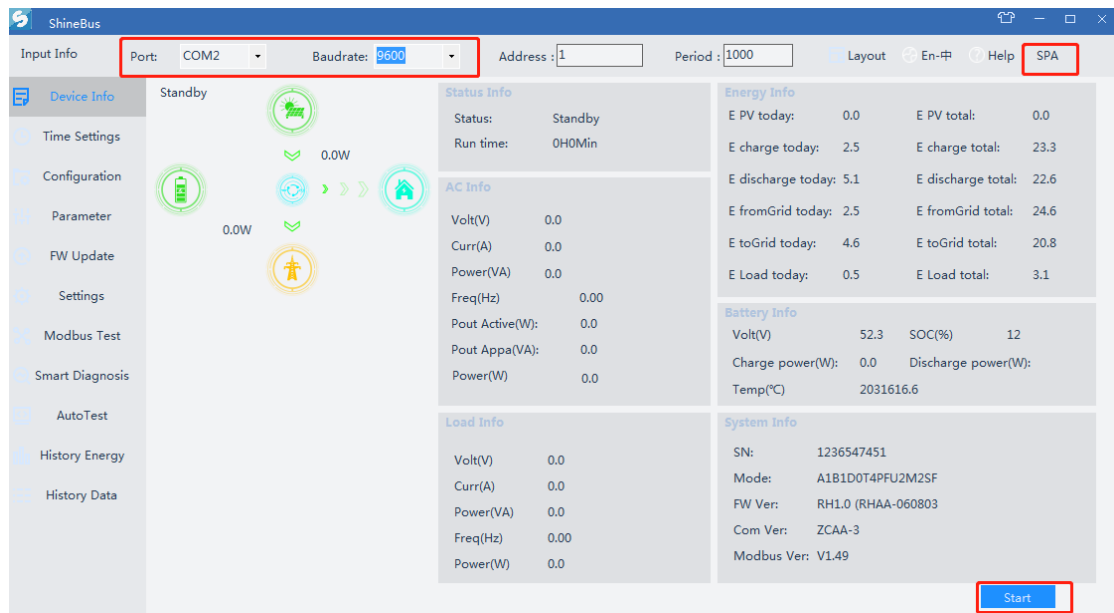 ShineBus
Input Info Port: COM2 Baudrate: 9600 Address : 1 Period : 1000 Layout En-中 Help SPA
Device Info
Time Settings
Configuration
Parameter
FW Update
Settings
Modbus Test
Smart Diagnosis
AutoTest
History Energy
History Data
Standby
0.0W
0.0W
Status Info
Status: Standby
Run time: 0H0Min
AC Info
Volt(V) 0.0
Curr(A) 0.0
Power(VA) 0.0
Freq(Hz) 0.00
Pout Active(W): 0.0
Pout Appa(VA): 0.0
Power(W) 0.0
Load Info
Volt(V) 0.0
Curr(A) 0.0
Power(VA) 0.0
Freq(Hz) 0.00
Power(W) 0.0
Energy Info
E PV today: 0.0 E PV total: 0.0
E charge today: 2.5 E charge total: 23.3
E discharge today: 5.1 E discharge total: 22.6
E fromGrid today: 2.5 E fromGrid total: 24.6
E toGrid today: 4.6 E toGrid total: 20.8
E Load today: 0.5 E Load total: 3.1
Battery Info
Volt(V) 52.3 SOC(%) 12
Charge power(W): 0.0 Discharge power(W):
Temp(℃) 2031616.6
System Info
SN: 1236547451
Mode: A1B1D0T4PFU2M2SF
FW Ver: RH1.0 (RHAA-060803
Com Ver: ZCAA-3
Modbus Ver: V1.49
Start